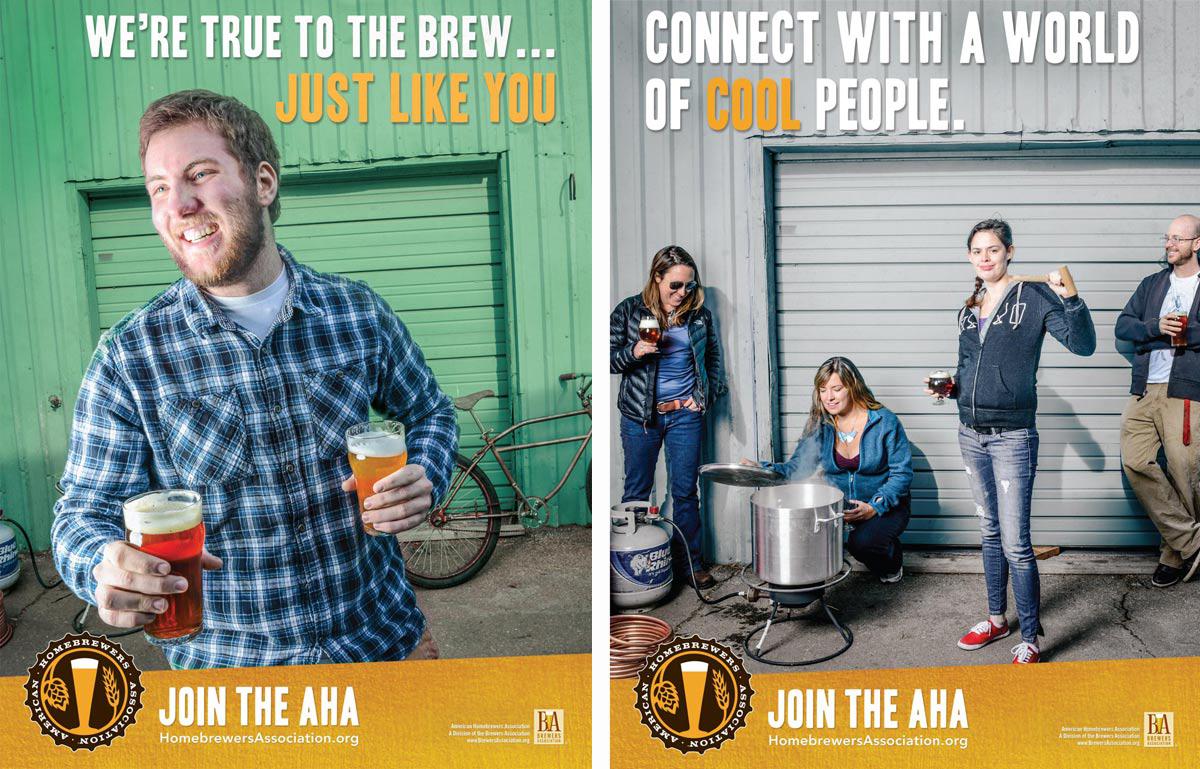 WE'RE TRUE TO THE BREW...
JUST LIKE YOU
AMERICAN HOMEBREWERS ASSOCIATION
JOIN THE AHA
HomebrewersAssociation.org
American Homebrewers Association
A Division of the Brewers Association
www.BrewersAssociation.org
BA
BREWERS
ASSOCIATION
CONNECT WITH A WORLD
OF COOL PEOPLE.
Blue
Rhino
AMERICAN HOMEBREWERS ASSOCIATION
JOIN THE AHA
HomebrewersAssociation.org
American Homebrewers Association
A Division of the Brewers Association
www.BrewersAssociation.org
BA
BREWERS
ASSOCIATION